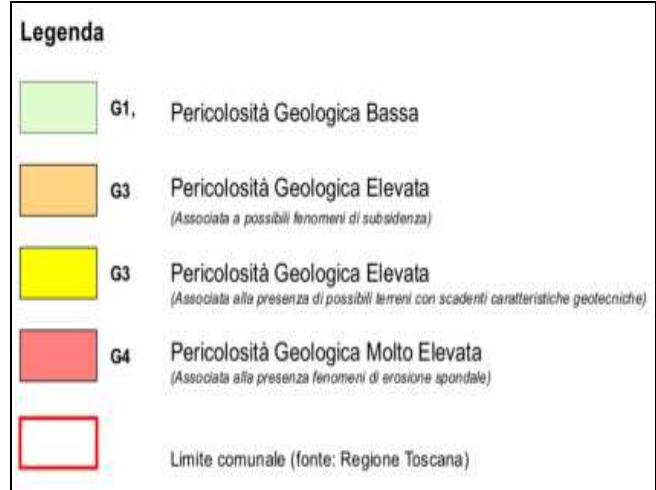 Legenda
G1, Pericolosità Geologica Bassa
G3 Pericolosità Geologica Elevata
(Associata a possibili fenomeni di subsidenza)
G3 Pericolosità Geologica Elevata
(Associata alla presenza di possibili terreni con scadenti caratteristiche geotecniche)
G4 Pericolosità Geologica Molto Elevata
(Associata alla presenza fenomeni di erosione spondale)
Limite comunale (fonte: Regione Toscana)